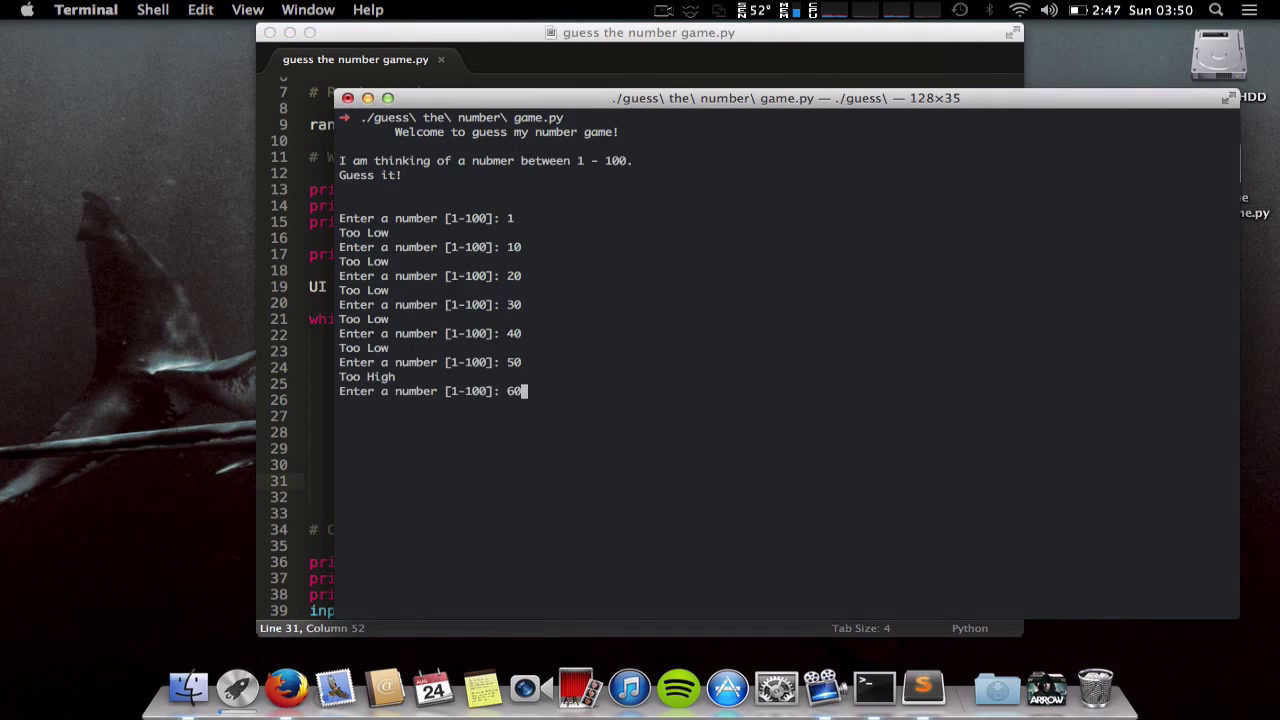 Terminal Shell Edit View Window Help 52° 2:47 Sun 03:50
guess the number game.py
guess the number game.py ×
./guess\ the\ number\ game.py — ./guess\ — 128×35
HDD
➜ ./guess\ the\ number\ game.py
Welcome to guess my number game!
I am thinking of a nubmer between 1 - 100.
Guess it!
Enter a number [1-100]: 1
Too Low
Enter a number [1-100]: 10
Too Low
Enter a number [1-100]: 20
Too Low
Enter a number [1-100]: 30
Too Low
Enter a number [1-100]: 40
Too Low
Enter a number [1-100]: 50
Too High
Enter a number [1-100]: 60
6
7 # R
8
9 ran
10
11 # W
12
13 pri
14 pri
15 pri
16
17 pri
18
19 UI
20
21 whi
22
23
24
25
26
27
28
29
30
31
32
33
34 # C
35
36 pri
37 pri
38 pri
39 inp
Line 31, Column 52 Tab Size: 4 Python
AUG
24
ARROW